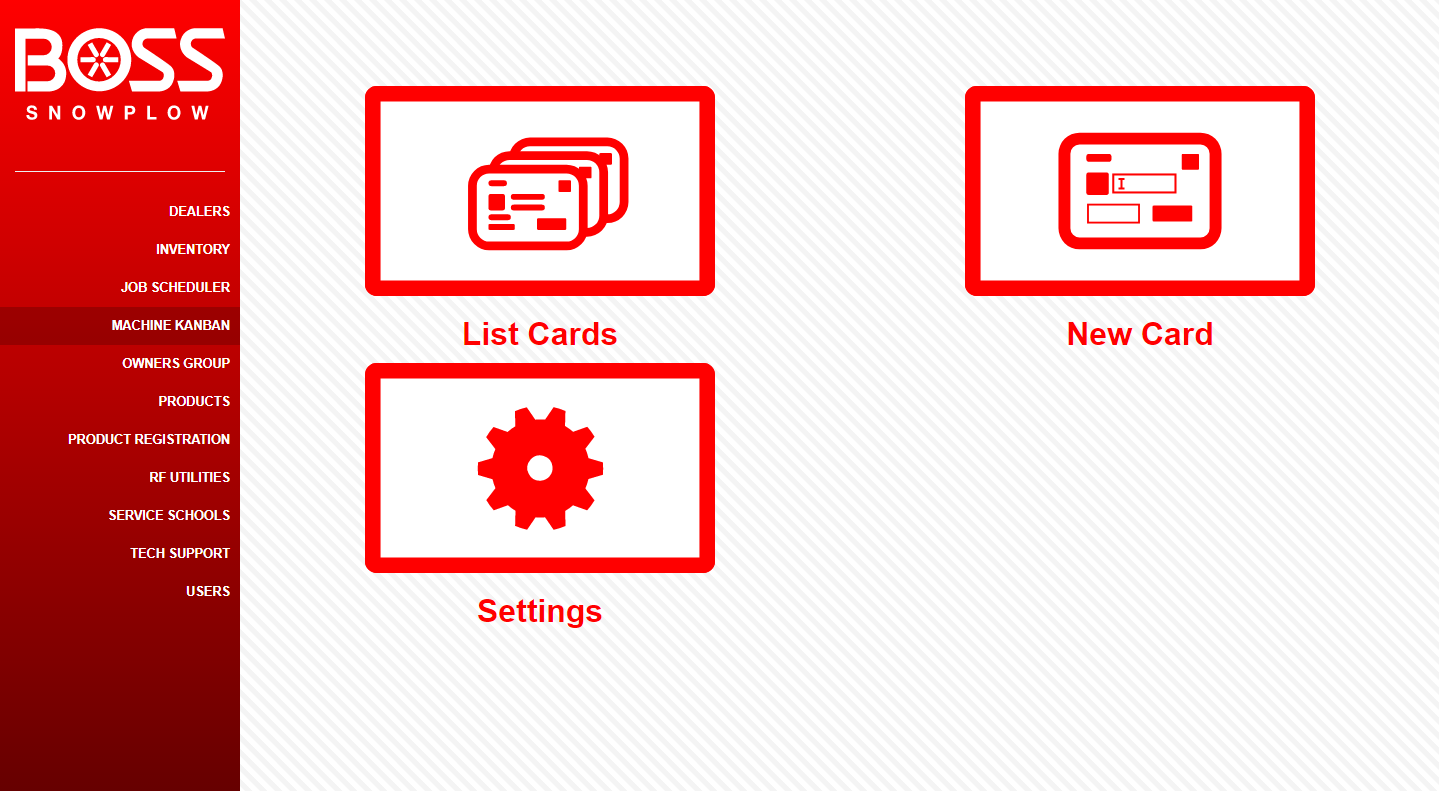 BOSS
SNOWPLOW
DEALERS
INVENTORY
JOB SCHEDULER
MACHINE KANBAN
OWNERS GROUP
PRODUCTS
PRODUCT REGISTRATION
RF UTILITIES
SERVICE SCHOOLS
TECH SUPPORT
USERS
List Cards
New Card
Settings